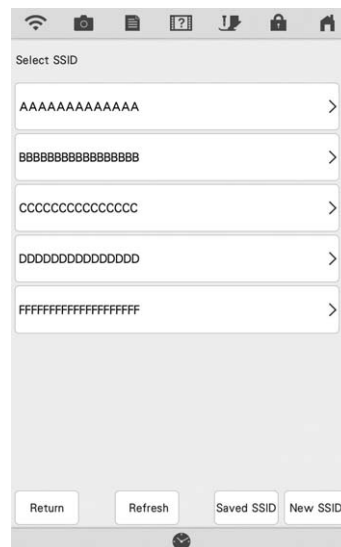 Select SSID
AAAAAAAAAAAAA
BBBBBBBBBBBBBBBBB
CCCCCCCCCCCCCCC
DDDDDDDDDDDDDDD
FFFFFFFFFFFFFFFFFFFF
Return Refresh Saved SSID New SSID